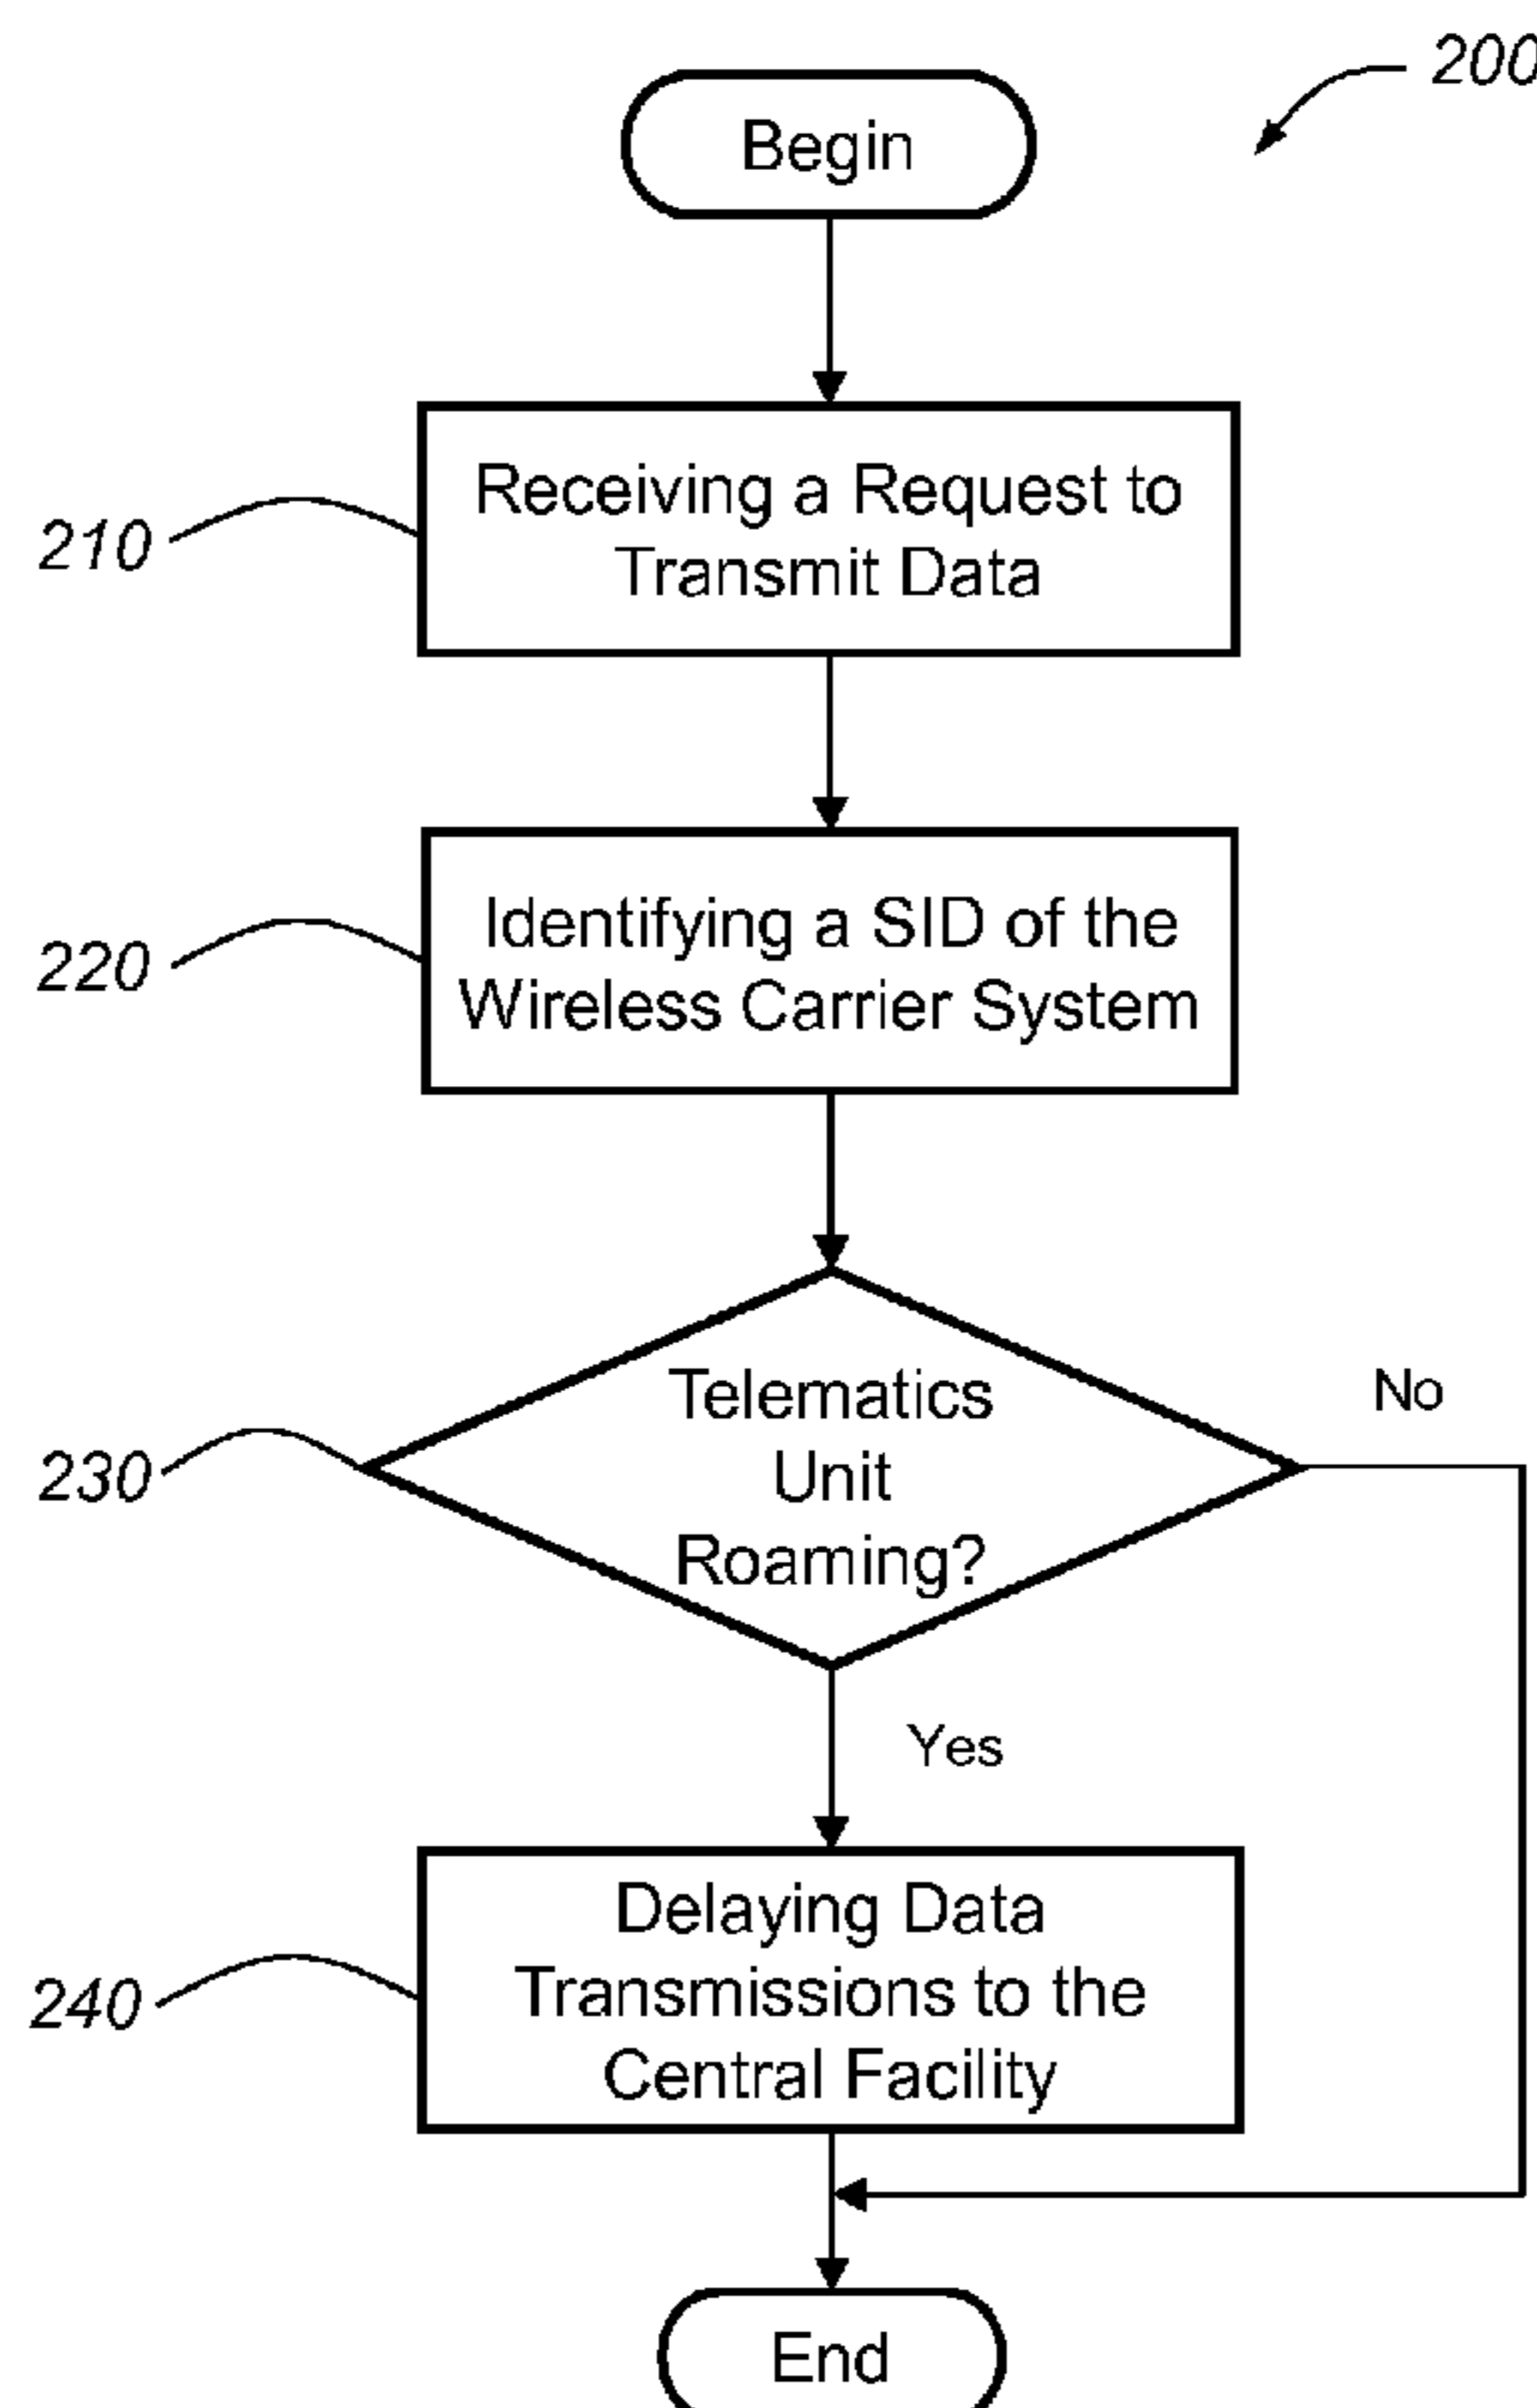 200
Begin
210
Receiving a Request to
Transmit Data
220
Identifying a SID of the
Wireless Carrier System
230
Telematics
Unit
Roaming?
No
Yes
240
Delaying Data
Transmissions to the
Central Facility
End